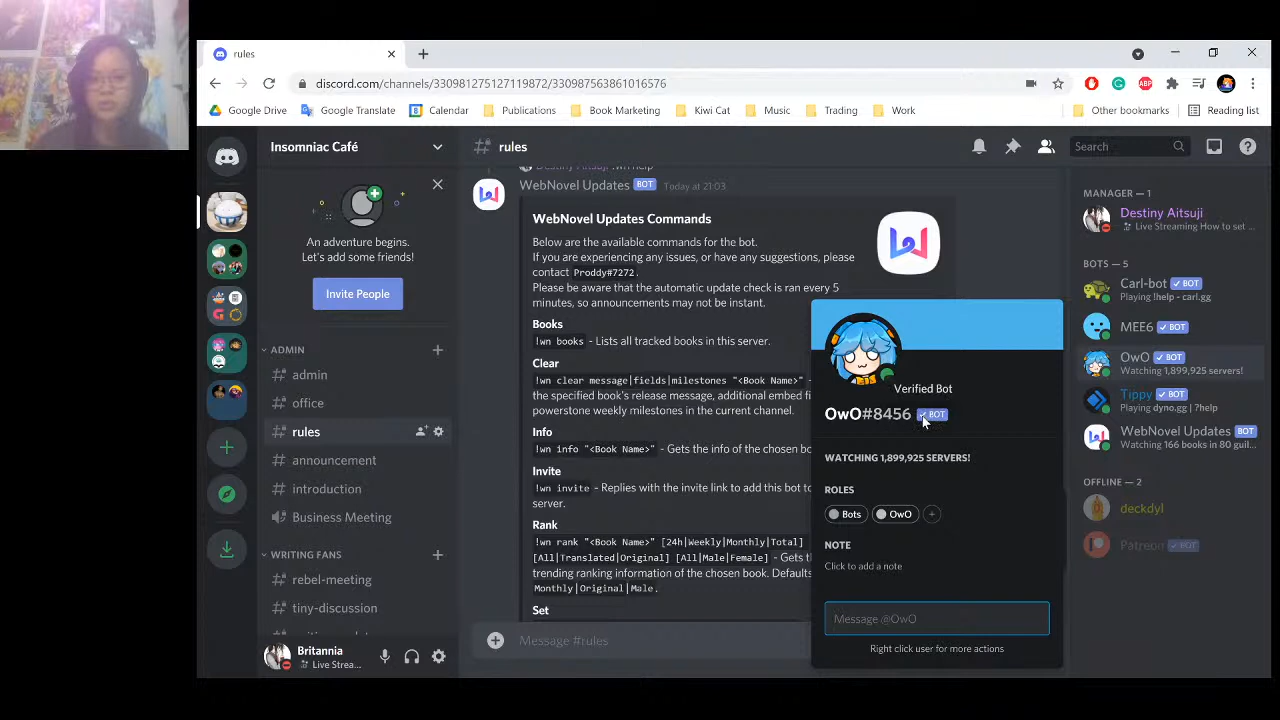 rules
discord.com/channels/330981275127119872/330987563861016576
Google Drive
Google Translate
Calendar
Publications
Book Marketing
Kiwi Cat
Music
Trading
Work
Other bookmarks
Reading list
Insomniac Café
An adventure begins.
Let's add some friends!
Invite People
ADMIN
admin
office
rules
announcement
introduction
Business Meeting
WRITING FANS
rebel-meeting
tiny-discussion
Britannia
Live Strea...
rules
Search
Destiny Aitsuji
WebNovel Updates BOT Today at 21:03
WebNovel Updates Commands
Below are the available commands for the bot.
If you are experiencing any issues, or have any suggestions, please
contact Proddy#7272.
Please be aware that the automatic update check is ran every 5
minutes, so announcements may not be instant.
Books
!wn books - Lists all tracked books in this server.
Clear
!wn clear message|fields|milestones "<Book Name>" -
the specified book's release message, additional embed fi
powerstone weekly milestones in the current channel.
Info
!wn info "<Book Name>" - Gets the info of the chosen bo
Invite
!wn invite - Replies with the invite link to add this bot to
server.
Rank
!wn rank "<Book Name>" [24h|Weekly|Monthly|Total]
[All|Translated|Original] [All|Male|Female] - Gets th
trending ranking information of the chosen book. Defaults
Monthly|Original|Male.
Set
Message #rules
Verified Bot
OwO#8456 BOT
WATCHING 1,899,925 SERVERS!
ROLES
Bots
OwO
NOTE
Click to add a note
Message @OwO
Right click user for more actions
MANAGER — 1
Destiny Aitsuji
Live Streaming How to set ...
BOTS — 5
Carl-bot BOT
Playing !help - carl.gg
MEE6 BOT
OwO BOT
Watching 1,899,925 servers!
Tippy BOT
Playing dyno.gg | ?help
WebNovel Updates BOT
Watching 166 books in 80 guil...
OFFLINE — 2
deckdyl
Patreon BOT